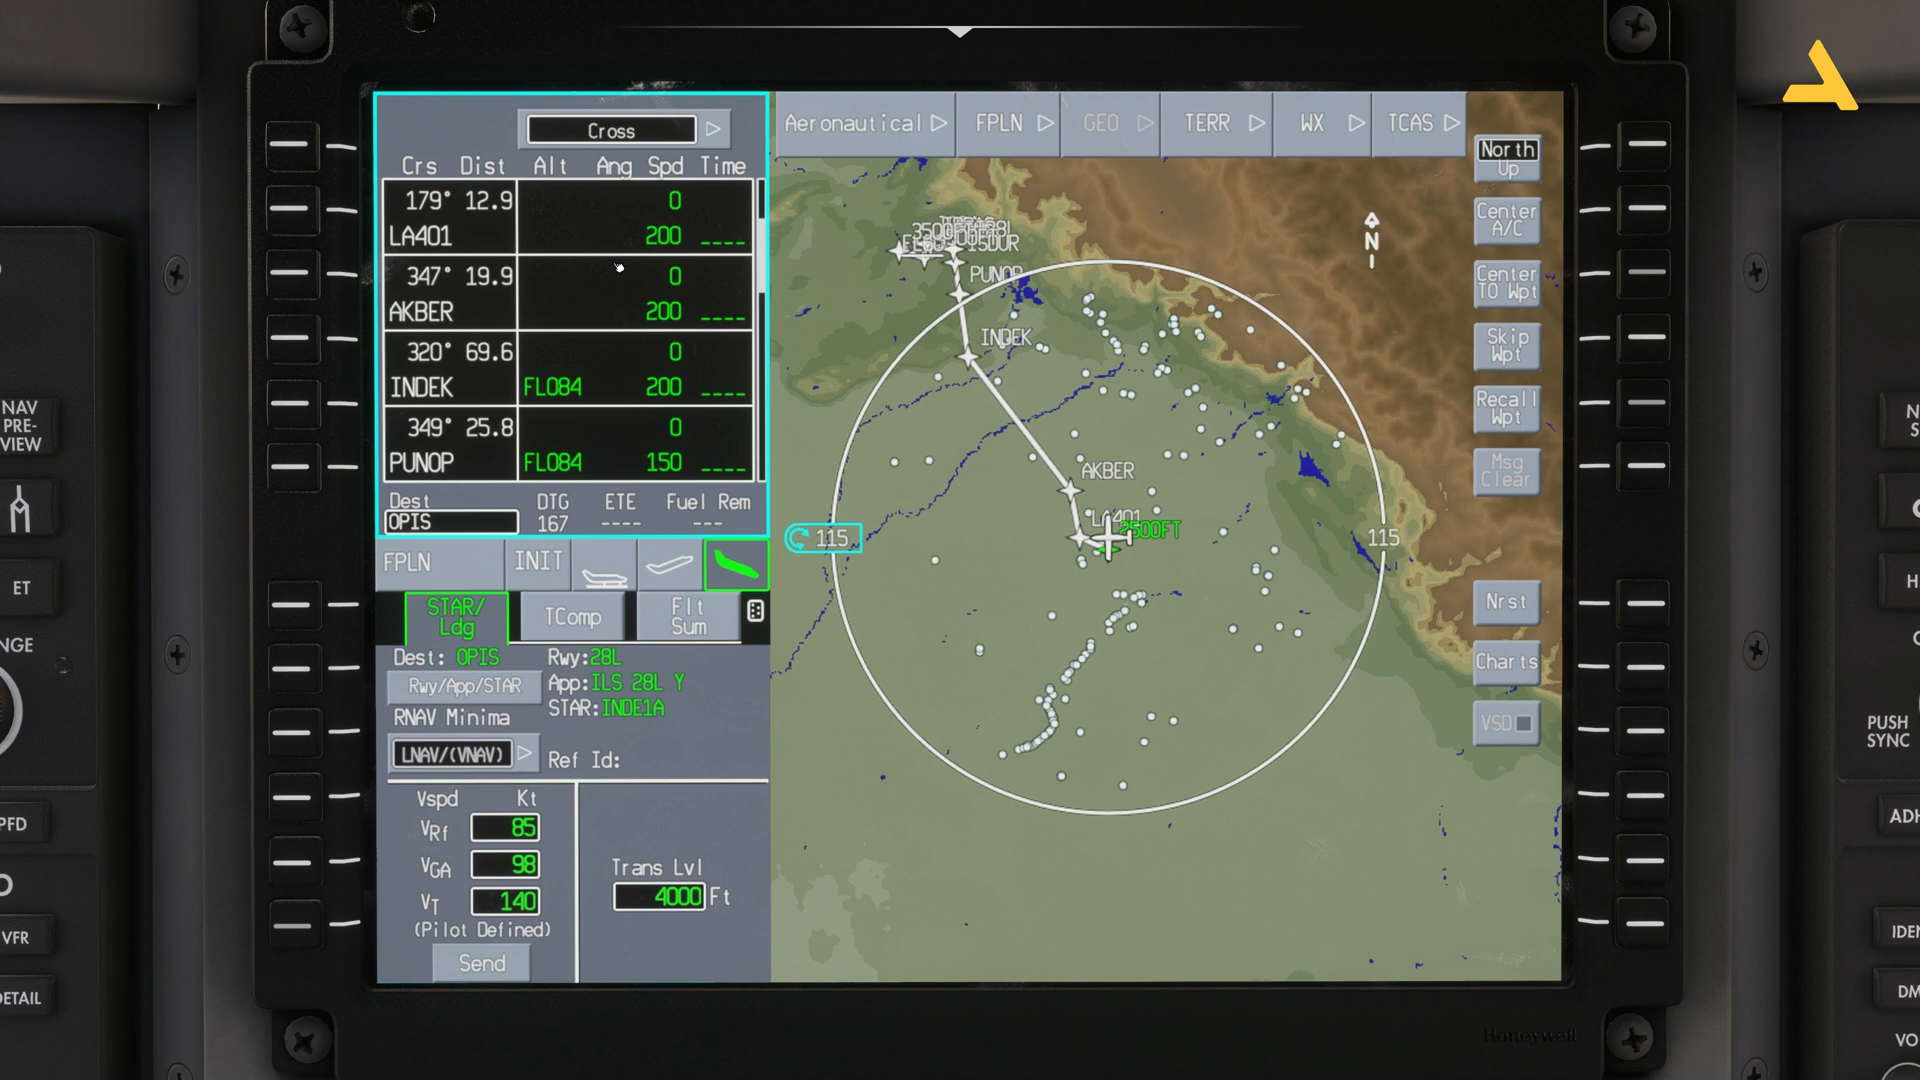 Cross
Crs Dist Alt Ang Spd Time
179° 12.9 0
LA401 200 ----
347° 19.9 0
AKBER 200 ----
320° 69.6 0
INDEK FL084 200 ----
349° 25.8 0
PUNOP FL084 150 ----
Dest DTG ETE Fuel Rem
OPIS 167 ---- ---
FPLN INIT
STAR/
Ldg
TComp
Flt
Sum
Dest: OPIS Rwy:28L
Rwy/App/STAR App:ILS 28L Y
STAR:INDE1A
RNAV Minima
LNAV/(VNAV) Ref Id:
Vspd Kt
VRf 85
VGA 98
VT 140
(Pilot Defined)
Send
Trans Lvl
4000 Ft
Aeronautical FPLN GEO TERR WX TCAS
North
Up
Center
A/C
Center
TO Wpt
Skip
Wpt
Recall
Wpt
Msg
Clear
Nrst
Charts
VSD
N
PUNOP
INDEK
AKBER
LA401
2500FT
115
115
NAV
PRE-
VIEW
ET
NGE
PFD
VFR
DETAIL
PUSH
SYNC
ADH
IDEN
DM
VO
Honeywell